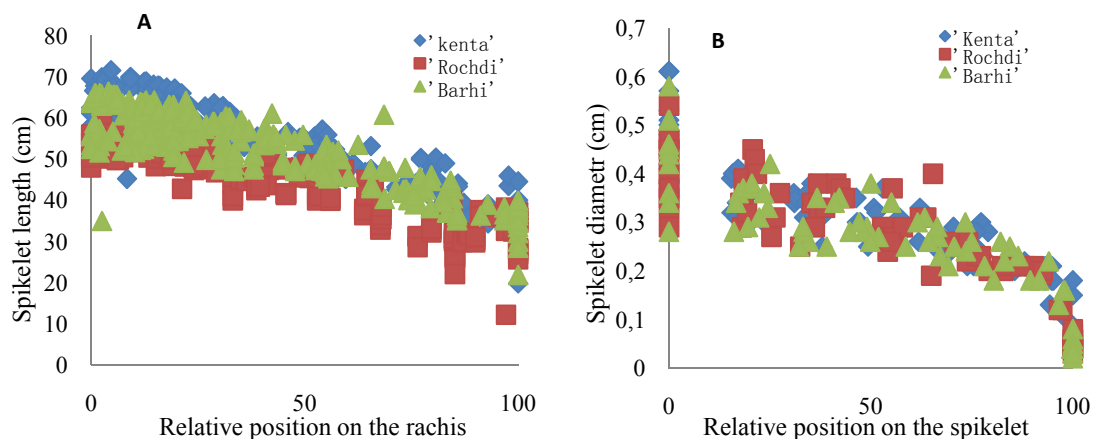 A
Spikelet length (cm)
80
70
60
50
40
30
20
10
0
0 50 100
Relative position on the rachis
'kenta'
'Rochdi'
'Barhi'
B
Spikelet diametr (cm)
0,7
0,6
0,5
0,4
0,3
0,2
0,1
0
0 50 100
Relative position on the spikelet
'Kenta'
'Rochdi'
'Barhi'